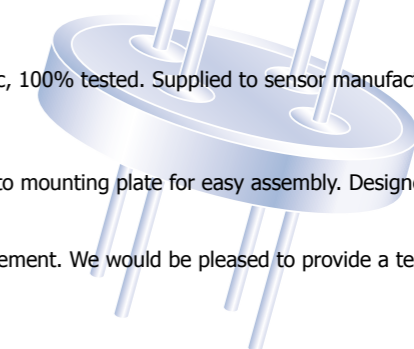 c, 100% tested. Supplied to sensor manufact
to mounting plate for easy assembly. Designe
ement. We would be pleased to provide a te